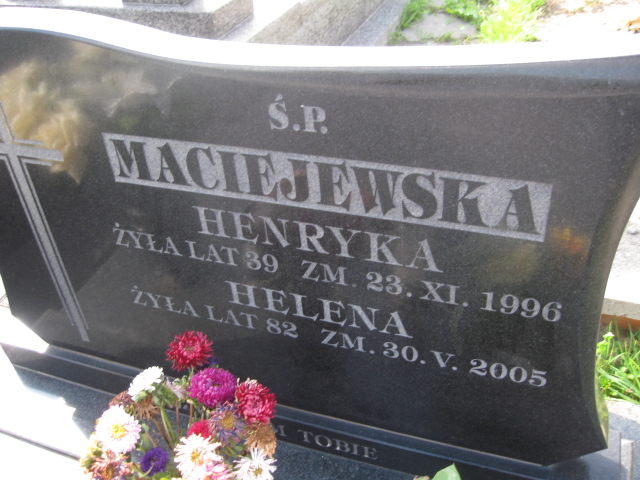 Ś.P.
MACIEJEWSKA
HENRYKA
ŻYŁA LAT 39 ZM. 23. XI. 1996
HELENA
ŻYŁA LAT 82 ZM. 30. V. 2005
TOBIE